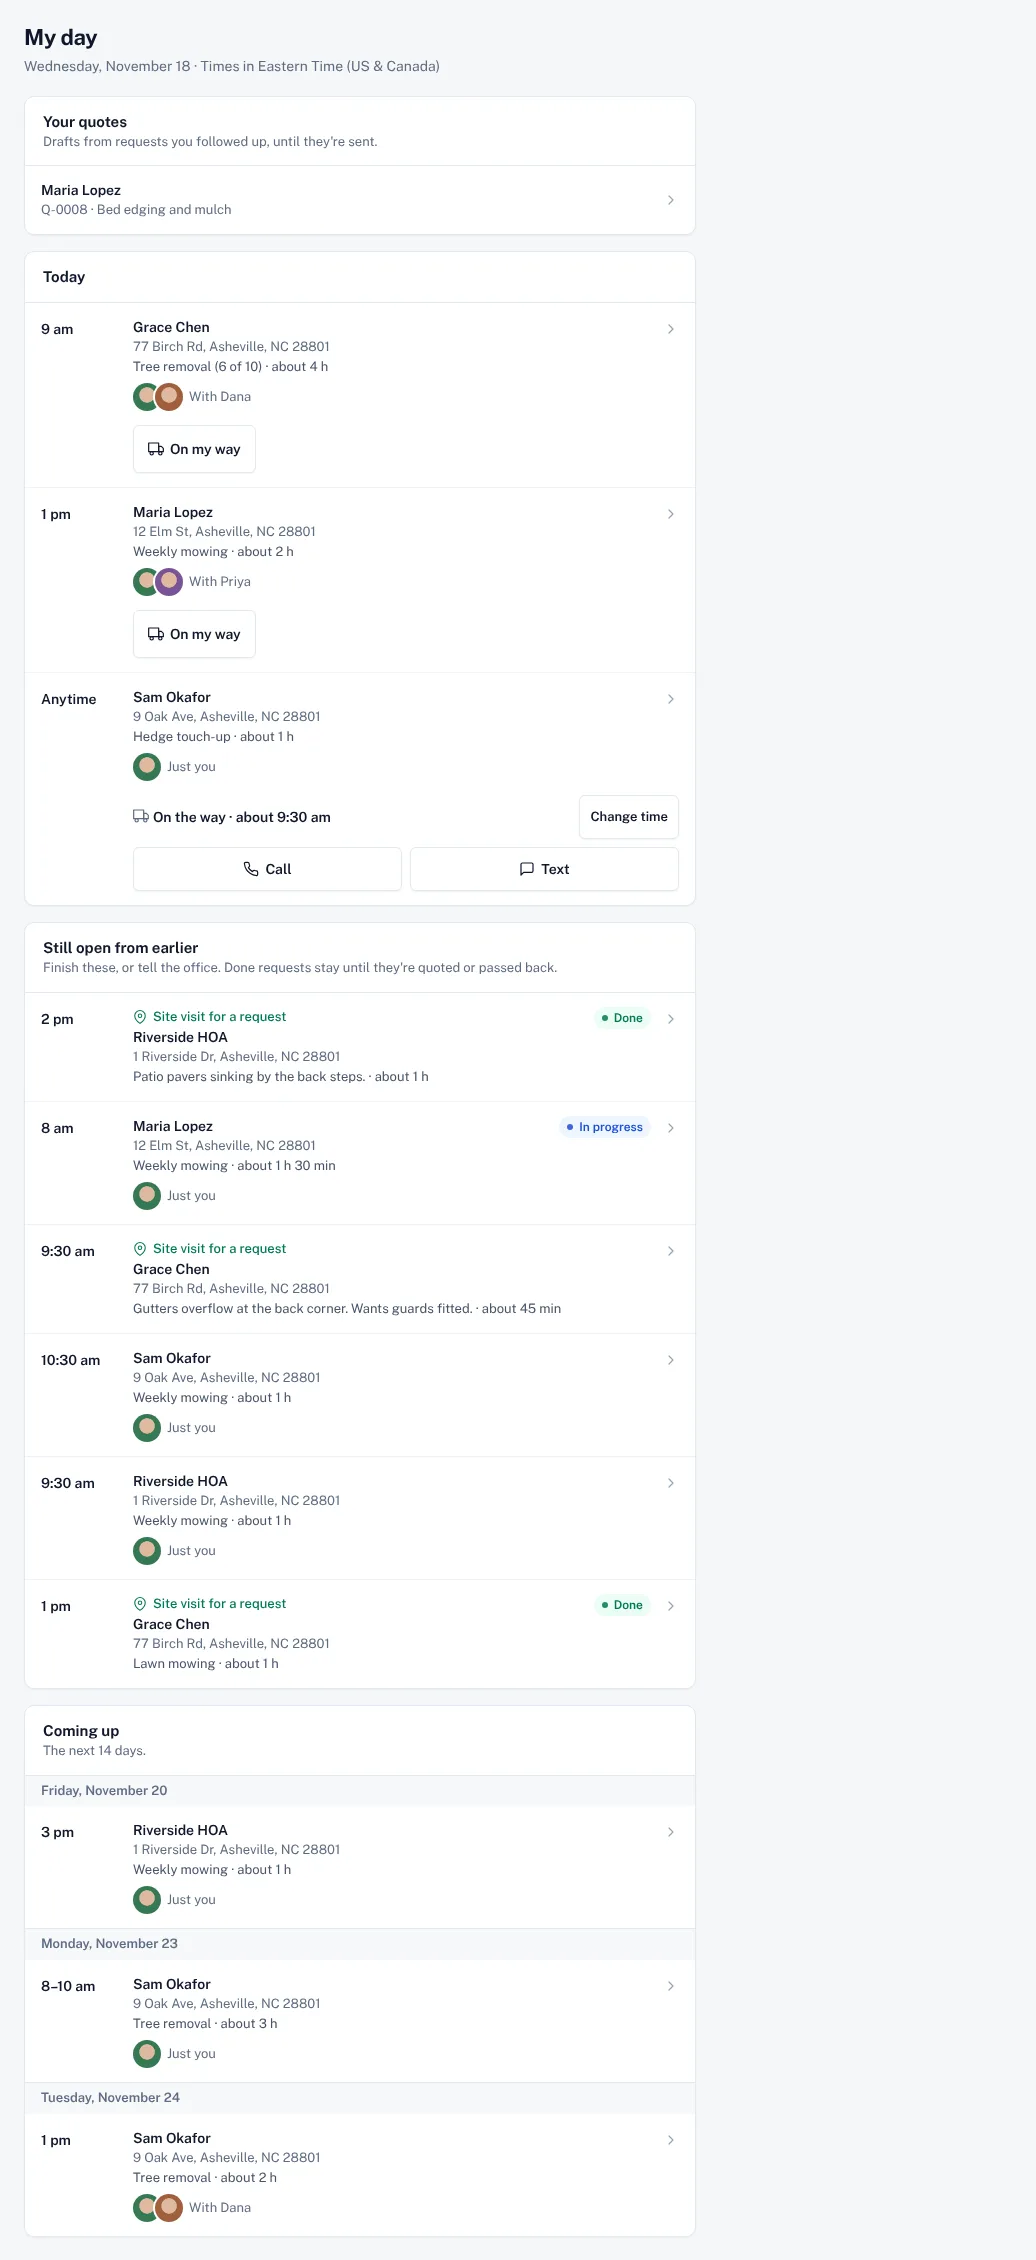 My day
Wednesday, November 18 · Times in Eastern Time (US & Canada)
Your quotes
Drafts from requests you followed up, until they're sent.
Maria Lopez
Q-0008 · Bed edging and mulch
Today
9 am
Grace Chen
77 Birch Rd, Asheville, NC 28801
Tree removal (6 of 10) · about 4 h
With Dana
On my way
1 pm
Maria Lopez
12 Elm St, Asheville, NC 28801
Weekly mowing · about 2 h
With Priya
On my way
Anytime
Sam Okafor
9 Oak Ave, Asheville, NC 28801
Hedge touch-up · about 1 h
Just you
On the way · about 9:30 am
Change time
Call
Text
Still open from earlier
Finish these, or tell the office. Done requests stay until they're quoted or passed back.
2 pm
Site visit for a request
Done
Riverside HOA
1 Riverside Dr, Asheville, NC 28801
Patio pavers sinking by the back steps. · about 1 h
8 am
Maria Lopez
In progress
12 Elm St, Asheville, NC 28801
Weekly mowing · about 1 h 30 min
Just you
9:30 am
Site visit for a request
Grace Chen
77 Birch Rd, Asheville, NC 28801
Gutters overflow at the back corner. Wants guards fitted. · about 45 min
10:30 am
Sam Okafor
9 Oak Ave, Asheville, NC 28801
Weekly mowing · about 1 h
Just you
9:30 am
Riverside HOA
1 Riverside Dr, Asheville, NC 28801
Weekly mowing · about 1 h
Just you
1 pm
Site visit for a request
Done
Grace Chen
77 Birch Rd, Asheville, NC 28801
Lawn mowing · about 1 h
Coming up
The next 14 days.
Friday, November 20
3 pm
Riverside HOA
1 Riverside Dr, Asheville, NC 28801
Weekly mowing · about 1 h
Just you
Monday, November 23
8–10 am
Sam Okafor
9 Oak Ave, Asheville, NC 28801
Tree removal · about 3 h
Just you
Tuesday, November 24
1 pm
Sam Okafor
9 Oak Ave, Asheville, NC 28801
Tree removal · about 2 h
With Dana